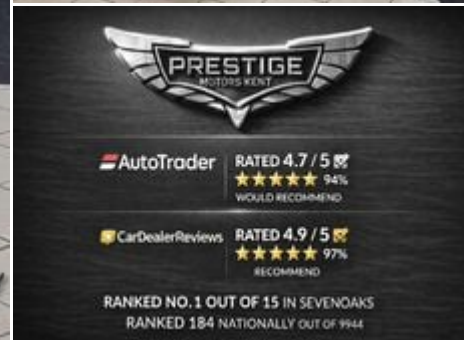 PRESTIGE
MOTORS KENT
AutoTrader
RATED 4.7 / 5
94%
WOULD RECOMMEND
CarDealerReviews
RATED 4.9 / 5
97%
RECOMMEND
RANKED NO. 1 OUT OF 15 IN SEVENOAKS
RANKED 184 NATIONALLY OUT OF 9944